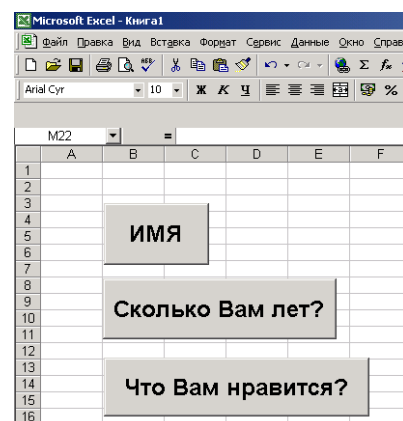 Microsoft Excel - Книга1
Файл Правка Вид Вставка Формат Сервис Данные Окно Справ
Arial Cyr 10 Ж К Ч %
M22 =
A B C D E F
1
2
3
4
5
6
7
8
9
10
11
12
13
14
15
16
ИМЯ
Сколько Вам лет?
Что Вам нравится?